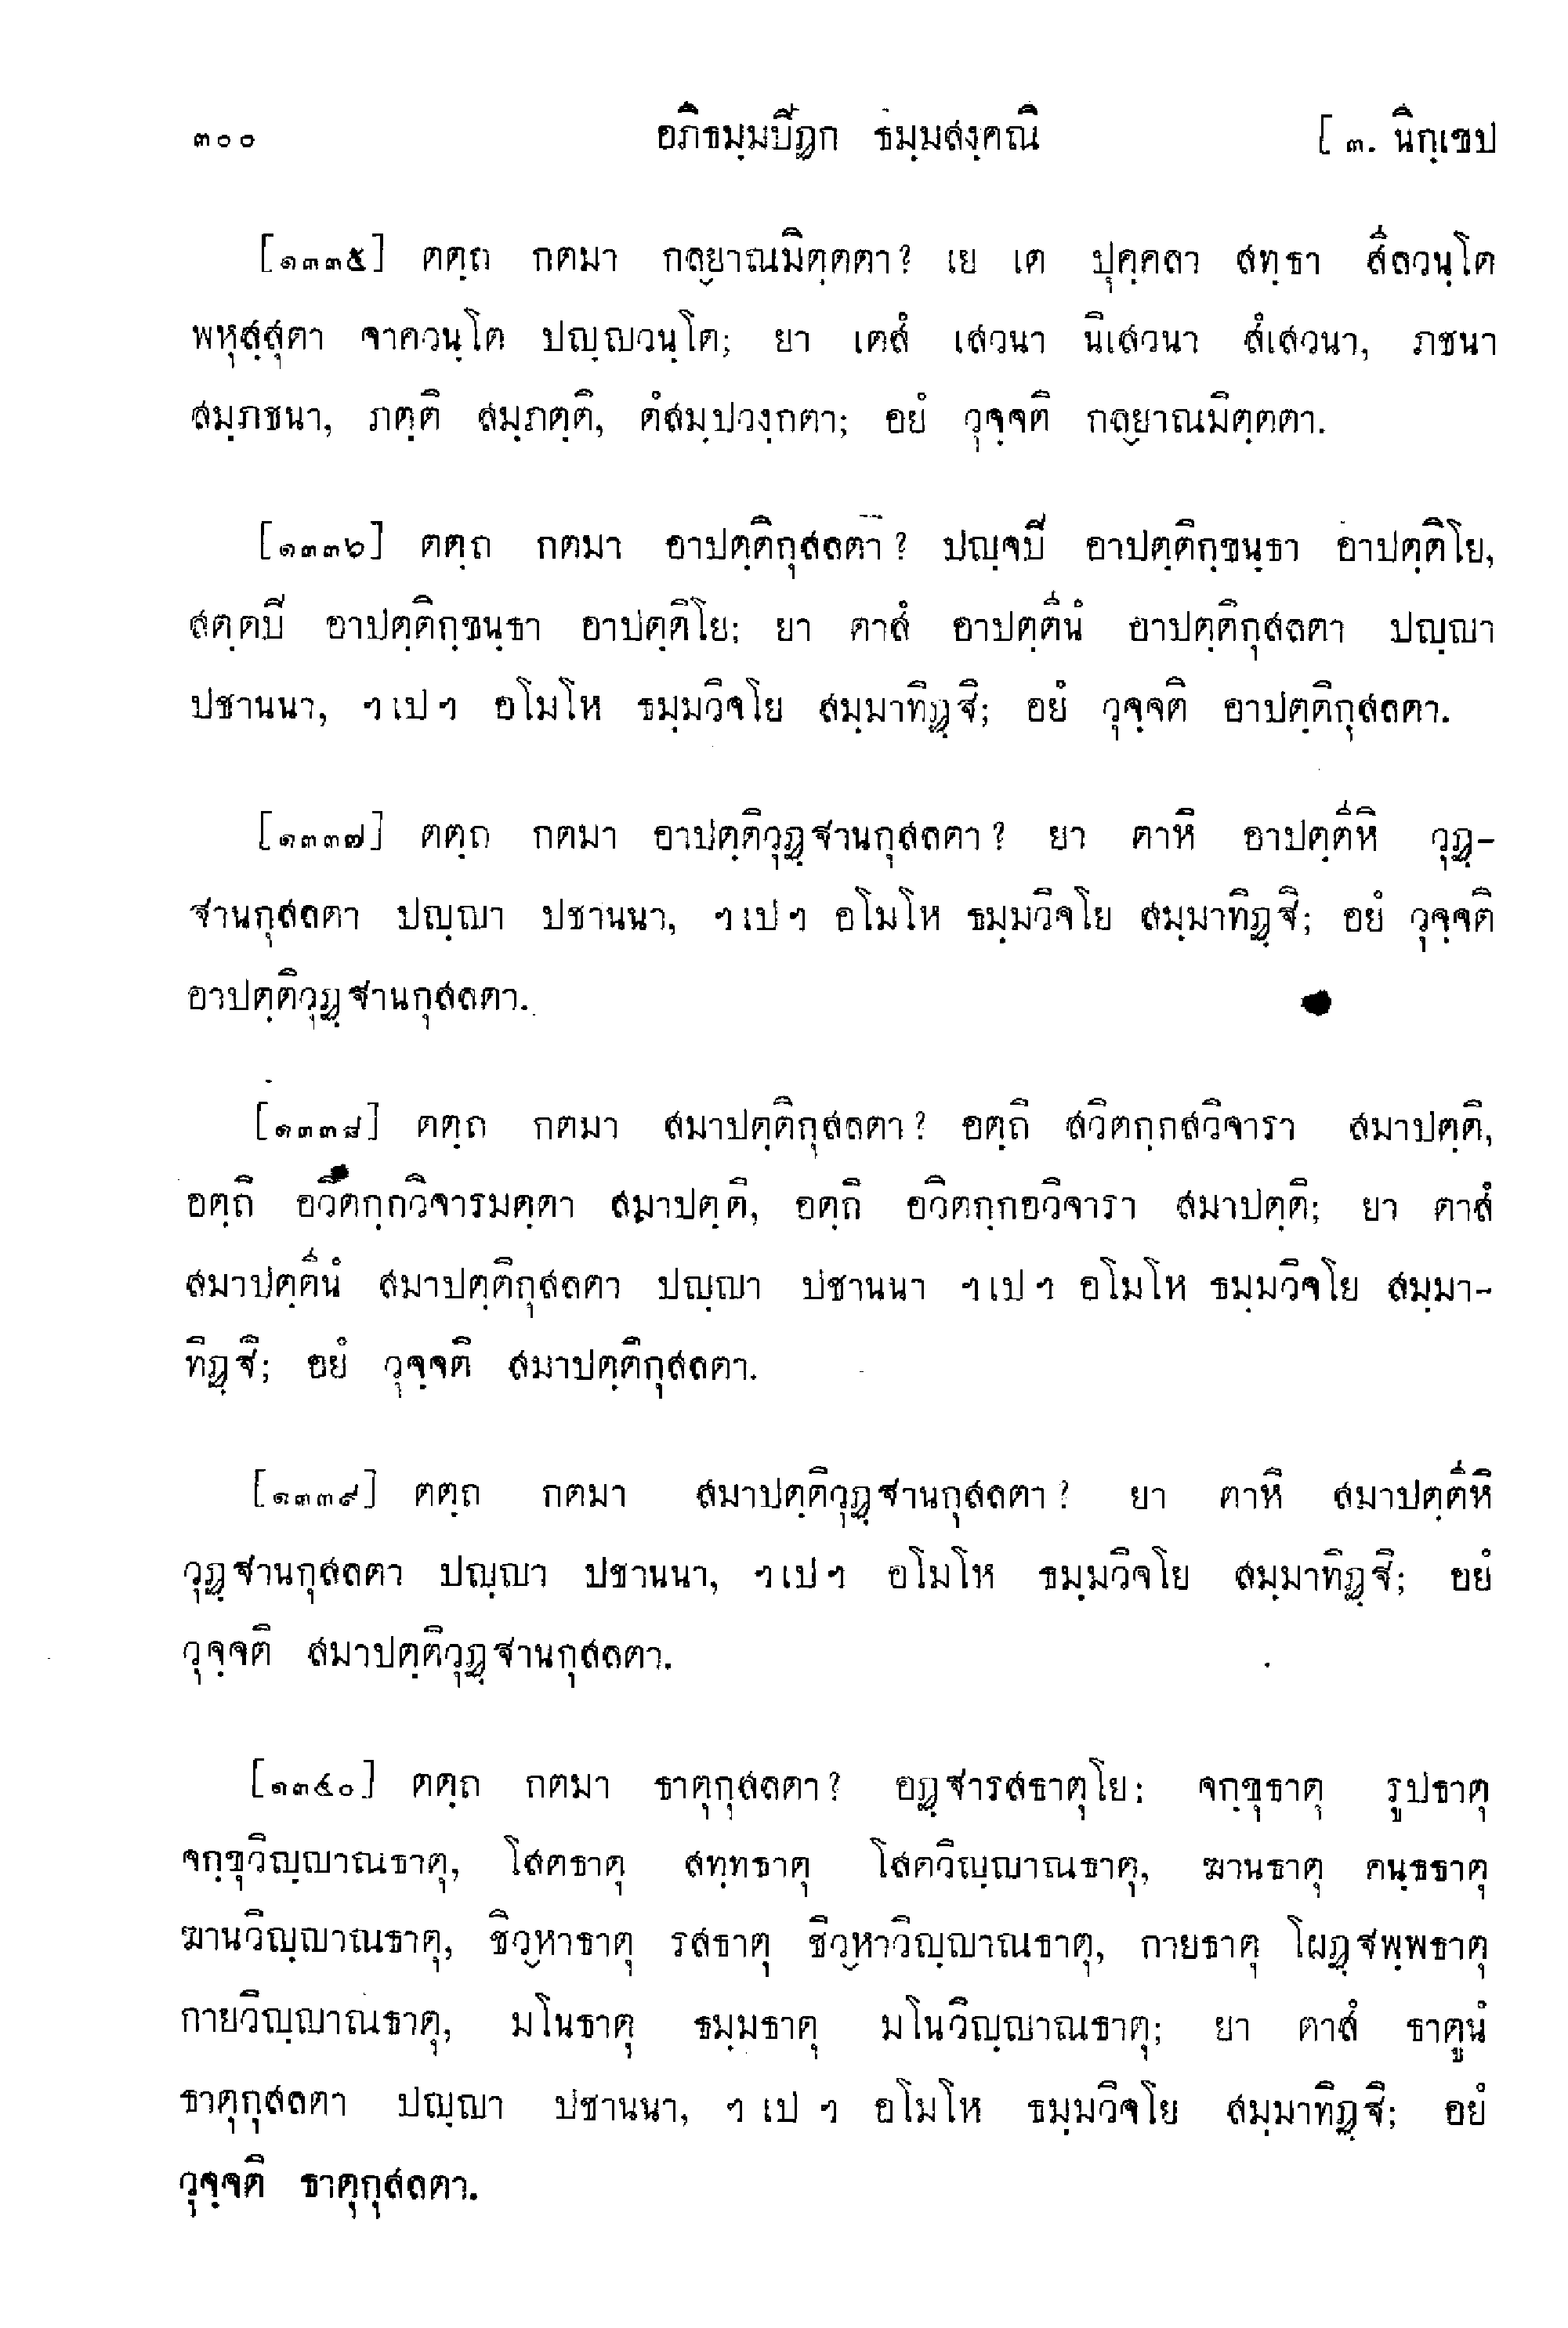 ๓๐๐ อภิธมฺมปิฏก ธมฺมสงฺคณิ [ ๓. นิกฺเขป
[๑๓๓๕] ตตฺถ กตมา กลฺยาณมิตฺตตา? เย เต ปุคฺคลา สทฺธา สีลวนฺโต
พหุสฺสุตา จาควนฺโต ปญฺญวนฺโต; ยา เตสํ เสวนา นิเสวนา สํเสวนา, ภชนา
สมฺภชนา, ภตฺติ สมฺภตฺติ, ตํสมฺปวงฺกตา; อยํ วุจฺจติ กลฺยาณมิตฺตตา.
[๑๓๓๖] ตตฺถ กตมา อาปตฺติกุสลตา? ปญฺจปิ อาปตฺติกฺขนฺธา อาปตฺติโย,
สตฺตปิ อาปตฺติกฺขนฺธา อาปตฺติโย; ยา ตาสํ อาปตฺตีนํ อาปตฺติกุสลตา ปญฺญา
ปชานนา, ฯเปฯ อโมโห ธมฺมวิจโย สมฺมาทิฏฺฐิ; อยํ วุจฺจติ อาปตฺติกุสลตา.
[๑๓๓๗] ตตฺถ กตมา อาปตฺติวุฏฺฐานกุสลตา? ยา ตาหิ อาปตฺตีหิ วุฏฺ-
ฐานกุสลตา ปญฺญา ปชานนา, ฯเปฯ อโมโห ธมฺมวิจโย สมฺมาทิฏฺฐิ; อยํ วุจฺจติ
อาปตฺติวุฏฺฐานกุสลตา.
[๑๓๓๘] ตตฺถ กตมา สมาปตฺติกุสลตา? อตฺถิ สวิตกฺกสวิจารา สมาปตฺติ,
อตฺถิ อวิตกฺกวิจารมตฺตา สมาปตฺติ, อตฺถิ อวิตกฺกอวิจารา สมาปตฺติ; ยา ตาสํ
สมาปตฺตีนํ สมาปตฺติกุสลตา ปญฺญา ปชานนา ฯเปฯ อโมโห ธมฺมวิจโย สมฺมา-
ทิฏฺฐิ; อยํ วุจฺจติ สมาปตฺติกุสลตา.
[๑๓๓๙] ตตฺถ กตมา สมาปตฺติวุฏฺฐานกุสลตา? ยา ตาหิ สมาปตฺตีหิ
วุฏฺฐานกุสลตา ปญฺญา ปชานนา, ฯเปฯ อโมโห ธมฺมวิจโย สมฺมาทิฏฺฐิ; อยํ
วุจฺจติ สมาปตฺติวุฏฺฐานกุสลตา.
[๑๓๔๐] ตตฺถ กตมา ธาตุกุสลตา? อฏฺฐารสธาตุโย: จกฺขุธาตุ รูปธาตุ
จกฺขุวิญฺญาณธาตุ, โสตธาตุ สทฺทธาตุ โสตวิญฺญาณธาตุ, ฆานธาตุ คนฺธธาตุ
ฆานวิญฺญาณธาตุ, ชิวฺหาธาตุ รสธาตุ ชิวฺหาวิญฺญาณธาตุ, กายธาตุ โผฏฺฐพฺพธาตุ
กายวิญฺญาณธาตุ, มโนธาตุ ธมฺมธาตุ มโนวิญฺญาณธาตุ; ยา ตาสํ ธาตูนํ
ธาตุกุสลตา ปญฺญา ปชานนา, ฯเปฯ อโมโห ธมฺมวิจโย สมฺมาทิฏฺฐิ; อยํ
วุจฺจติ ธาตุกุสลตา.